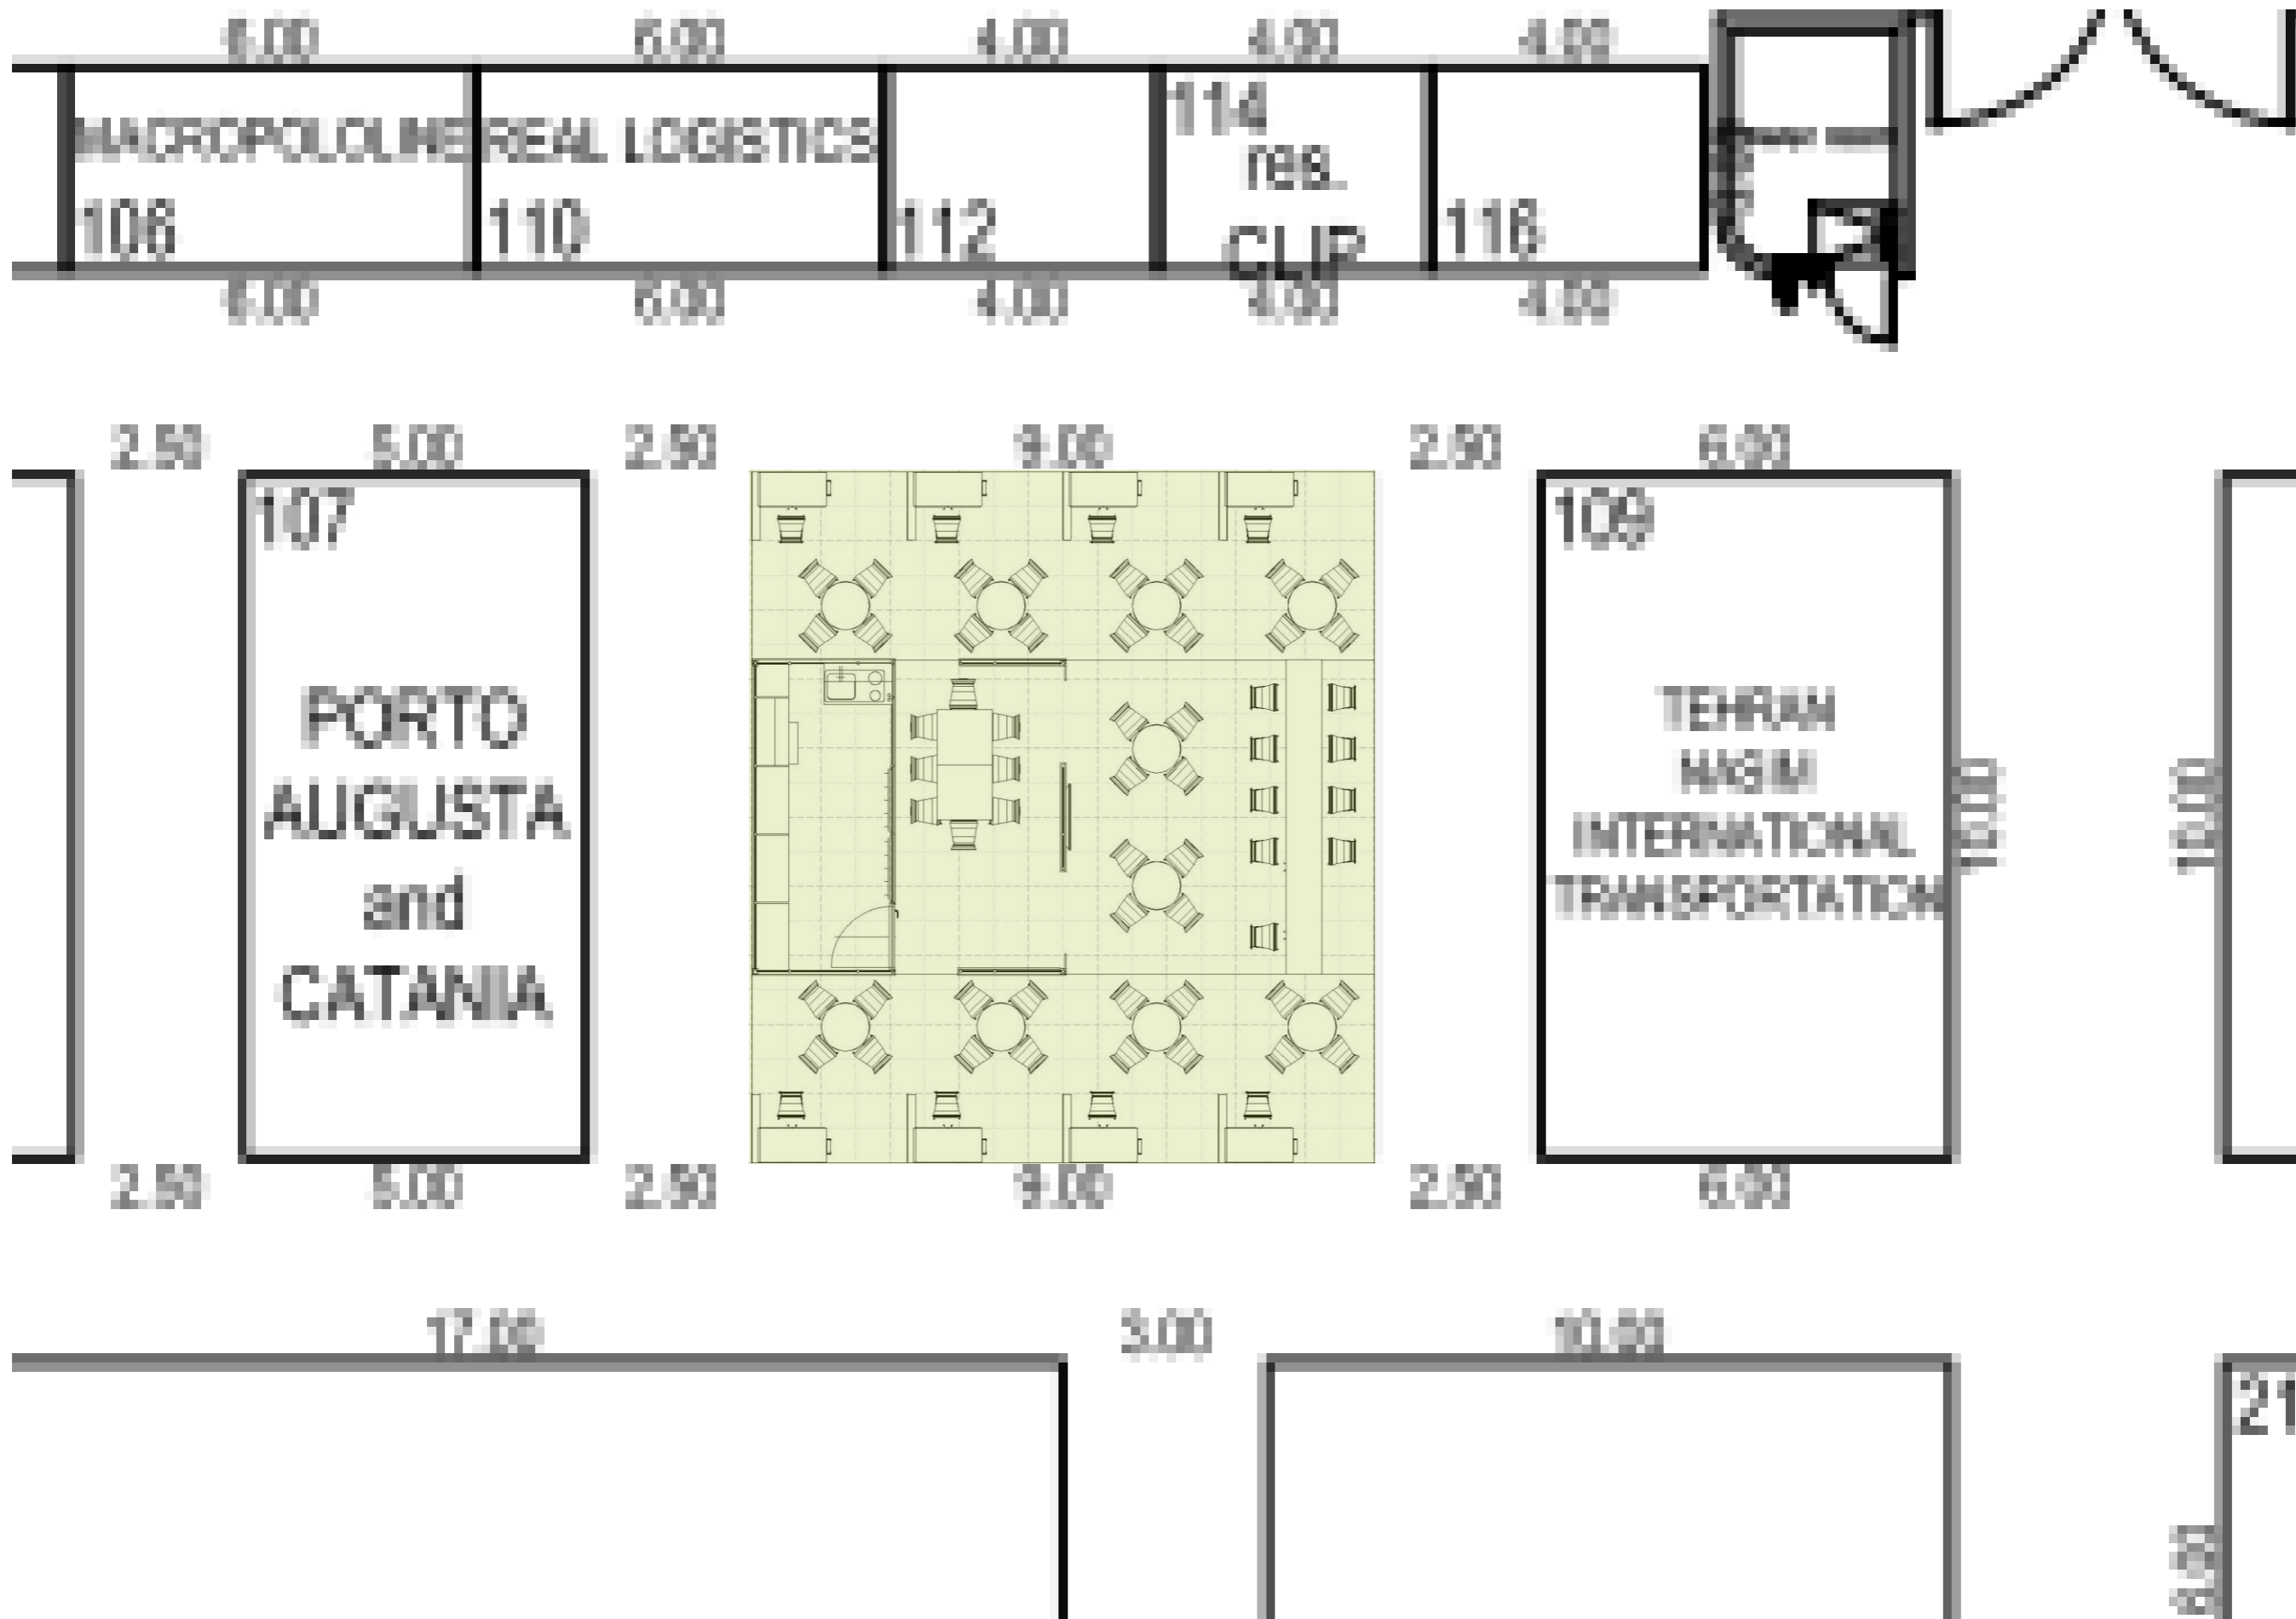 6.00 6.00 4.00 4.00 4.00
MACROPOLOLINE REAL LOGISTICS
114
res.
CLIP
110 112 116
6.00 6.00 4.00 4.00 4.00
2.50 5.00 2.50 9.00 2.50 6.00
107
109
PORTO
AUGUSTA
and
CATANIA
TEHRAN
NASIM
INTERNATIONAL
TRANSPORTATION
10.00
10.00
2.50 5.00 2.50 9.00 2.50 6.00
17.00 3.00 10.00
21